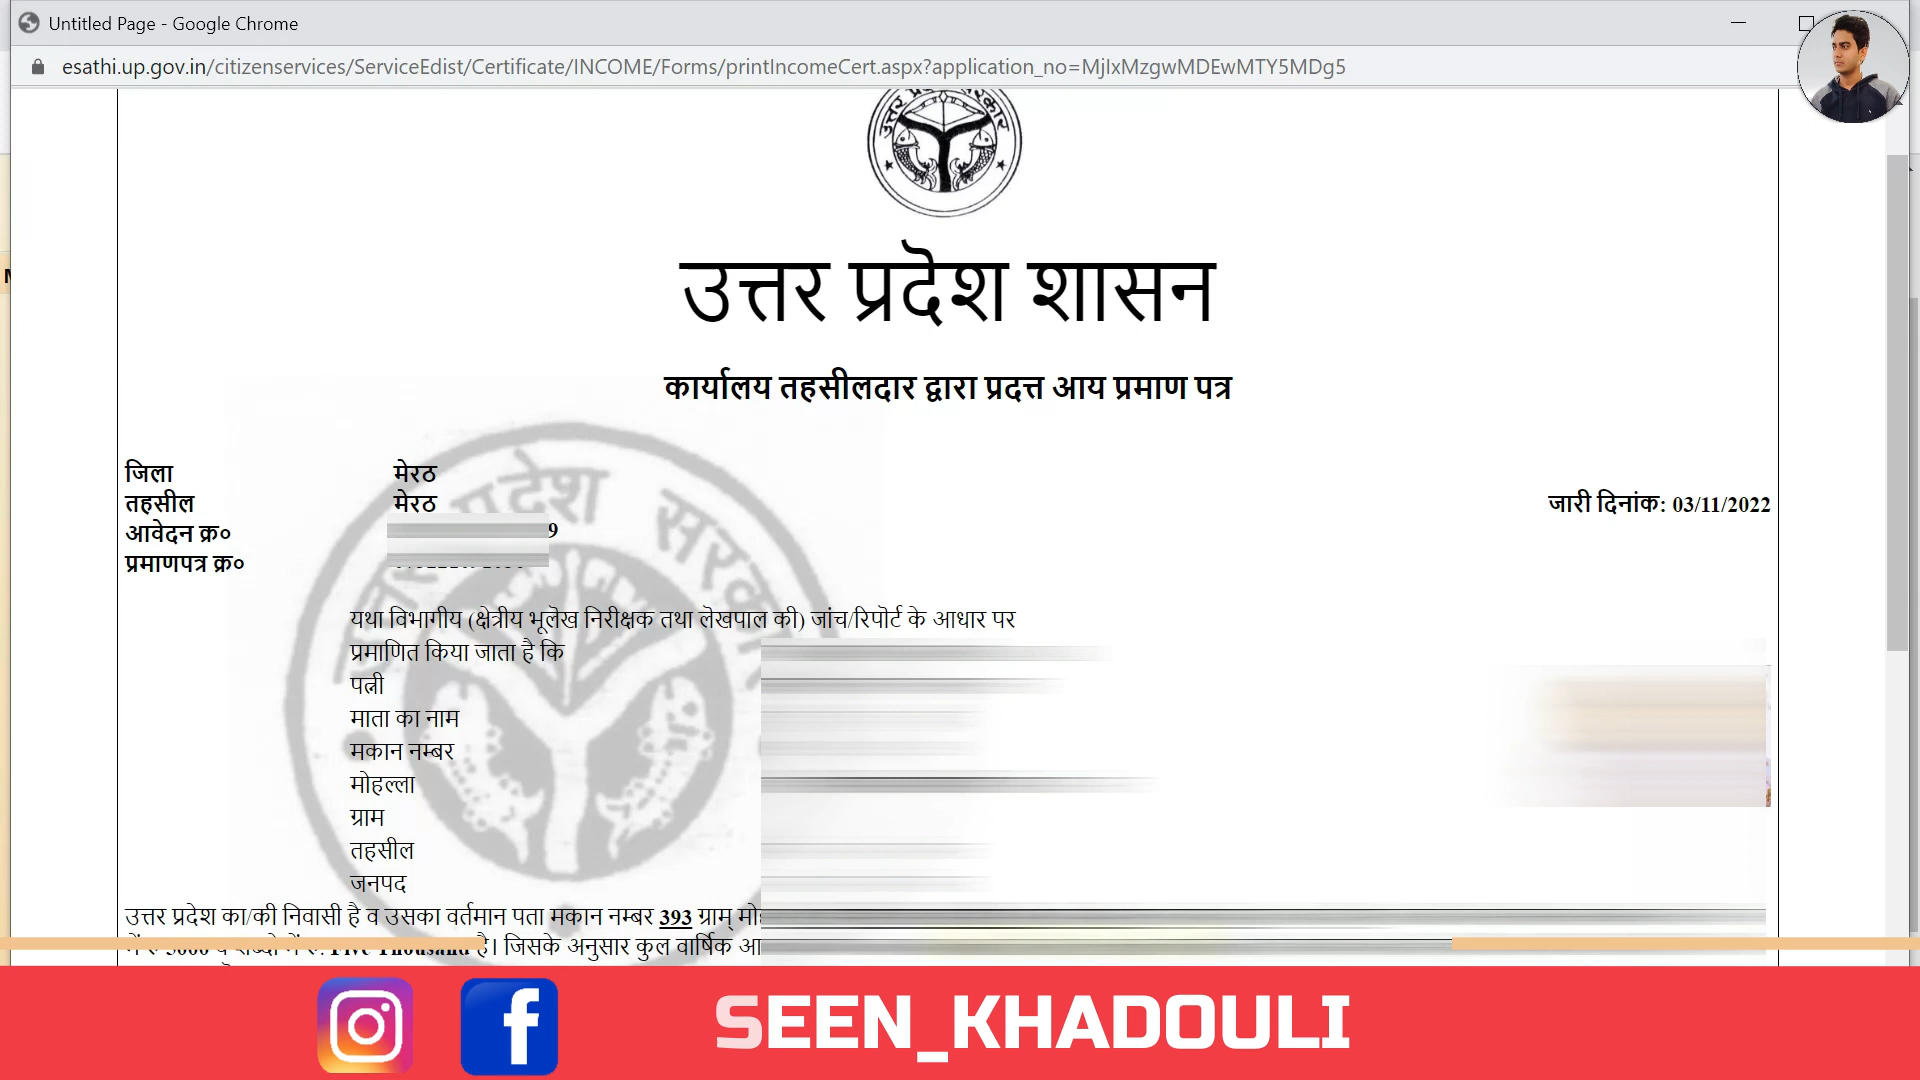 Untitled Page - Google Chrome
esathi.up.gov.in/citizenservices/ServiceEdist/Certificate/INCOME/Forms/printIncomeCert.aspx?application_no=MjIxMzgwMDEwMTY5MDg5
उत्तर प्रदेश शासन
कार्यालय तहसीलदार द्वारा प्रदत्त आय प्रमाण पत्र
जिला मेरठ
तहसील मेरठ जारी दिनांक: 03/11/2022
आवेदन क्र० 9
प्रमाणपत्र क्र०
यथा विभागीय (क्षेत्रीय भूलेख निरीक्षक तथा लेखपाल की) जांच/रिपोर्ट के आधार पर
प्रमाणित किया जाता है कि
पत्नी
माता का नाम
मकान नम्बर
मोहल्ला
ग्राम
तहसील
जनपद
उत्तर प्रदेश का/की निवासी है व उसका वर्तमान पता मकान नम्बर 393 ग्राम्
है। जिसके अनुसार कुल वार्षिक
SEEN_KHADOULI